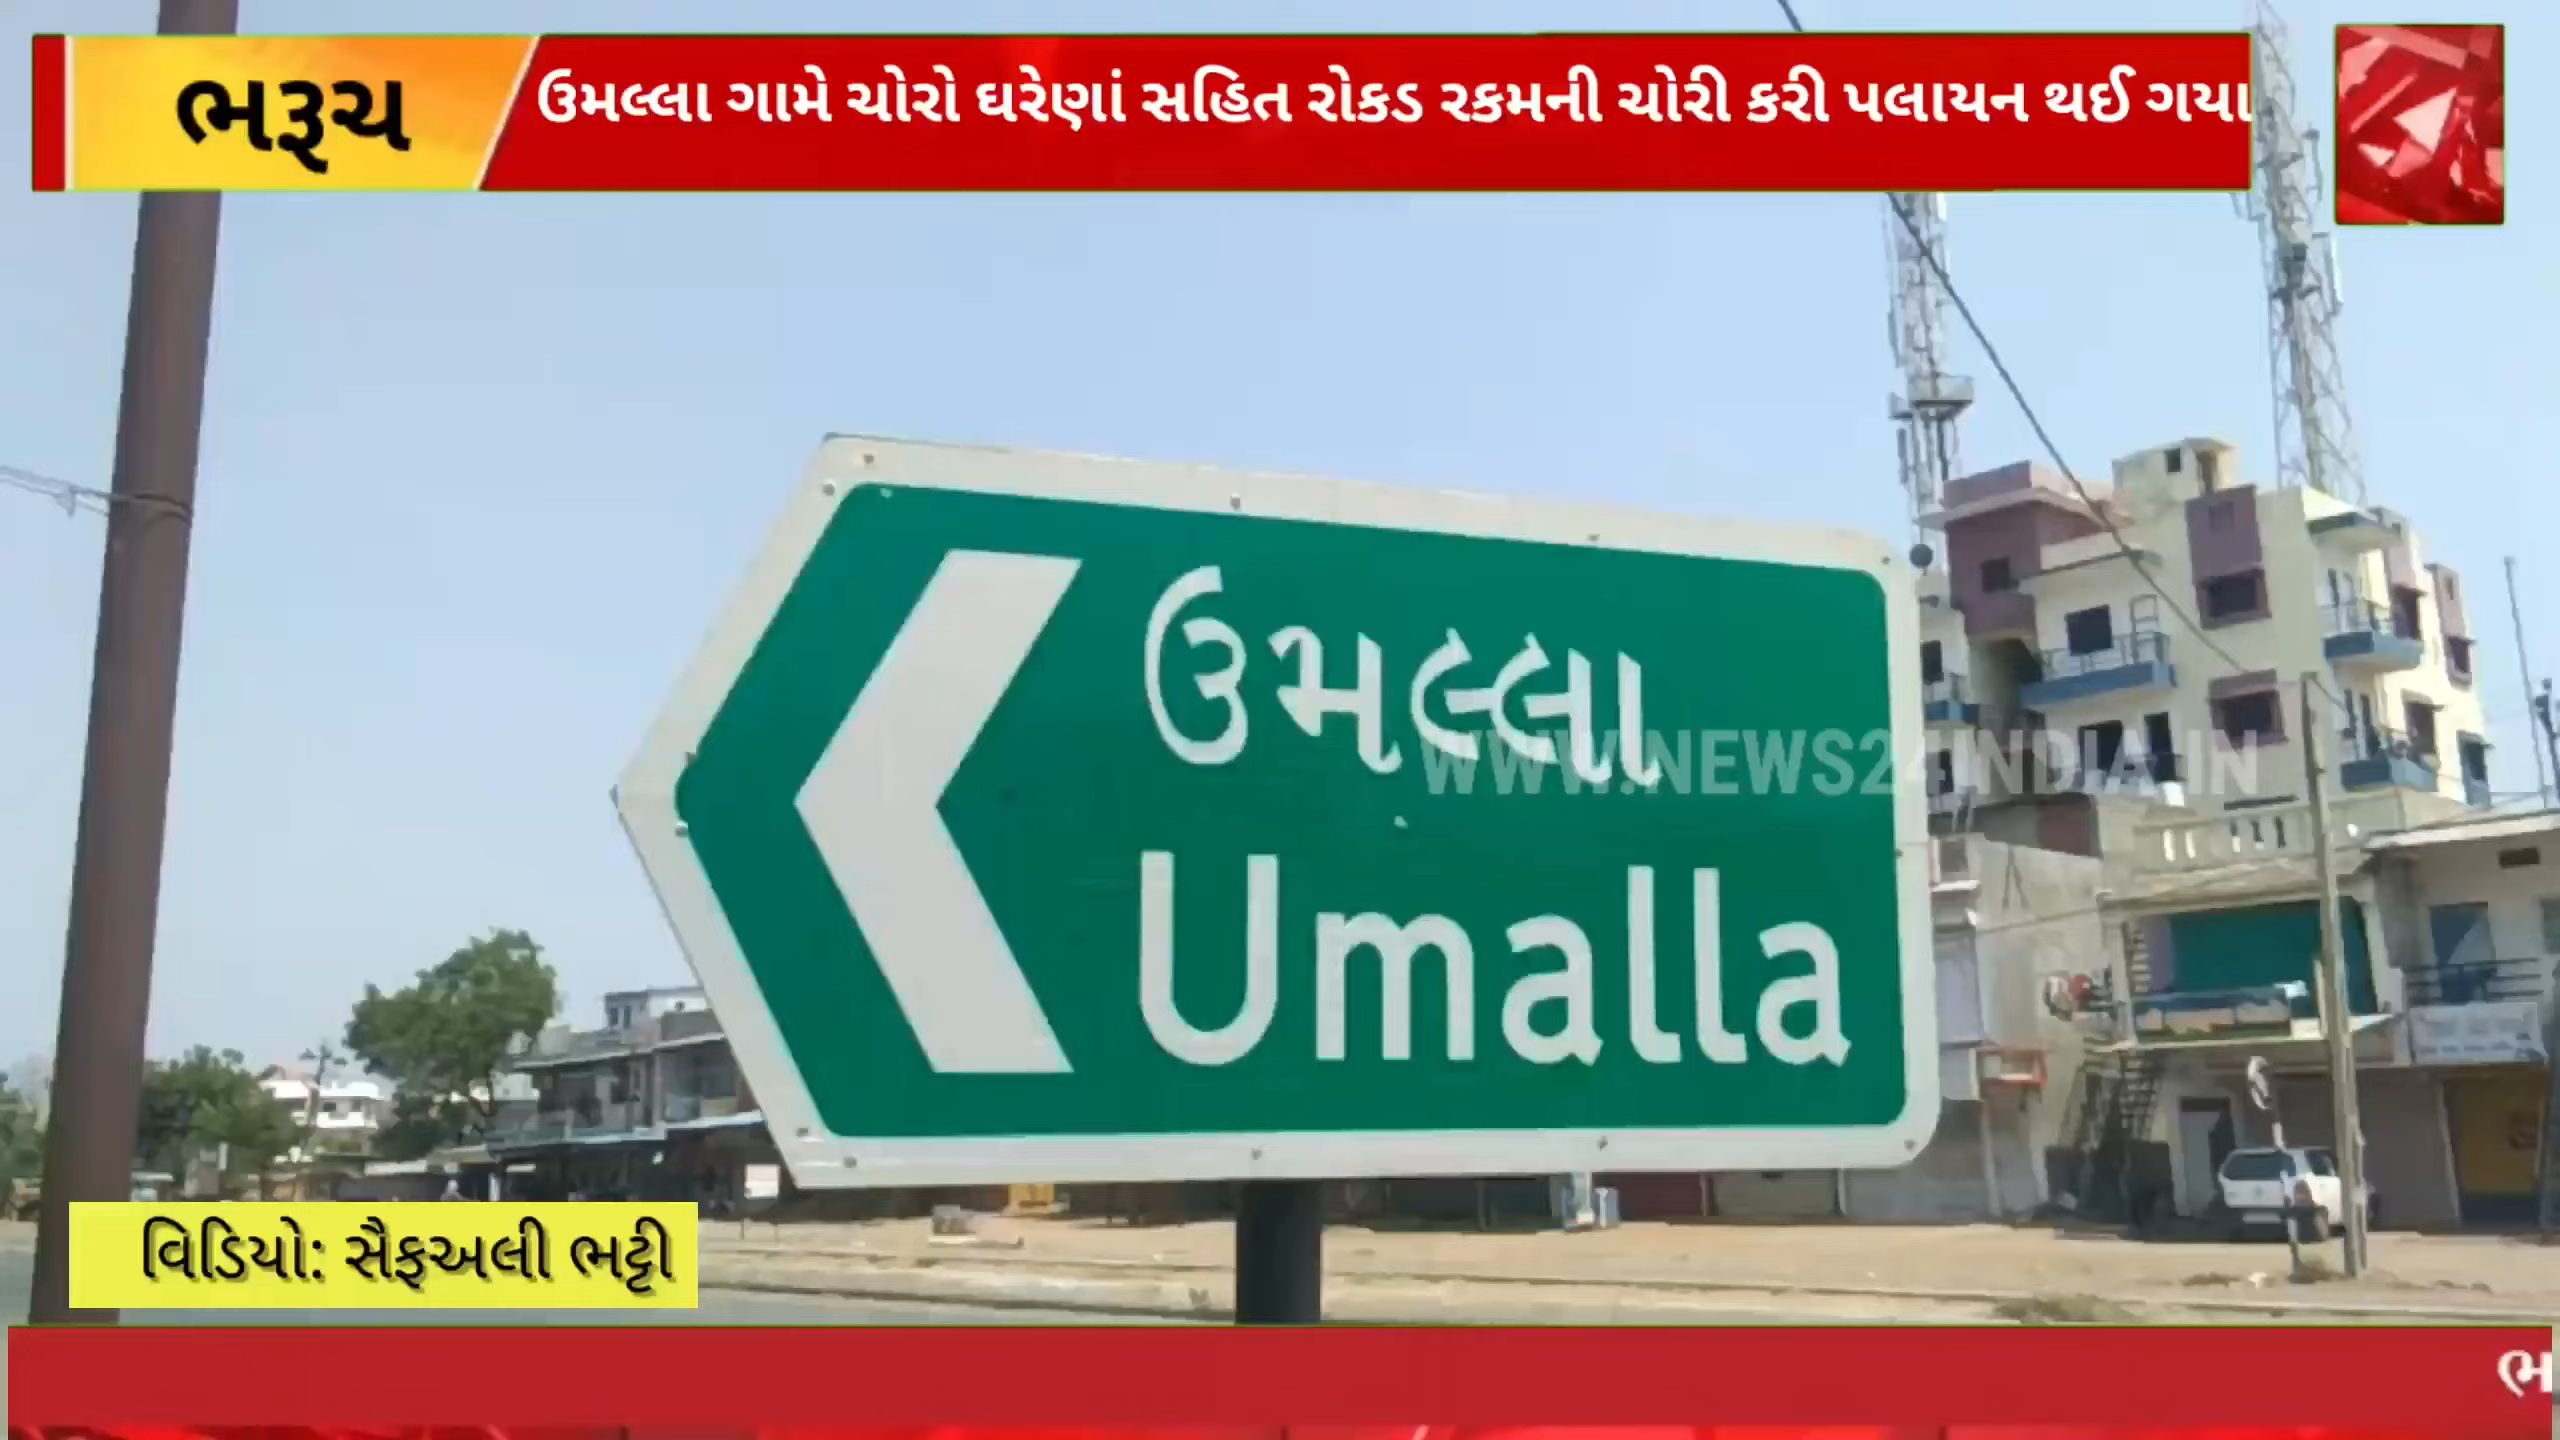 ભરૂચ
ઉમલ્લા ગામે ચોરો ઘરેણાં સહિત રોકડ રકમની ચોરી કરી પલાયન થઈ ગયા
ઉમલ્લા
WWW.NEWS24INDIA.IN
Umalla
વિડિયો: સૈફઅલી ભટ્ટી
ભ